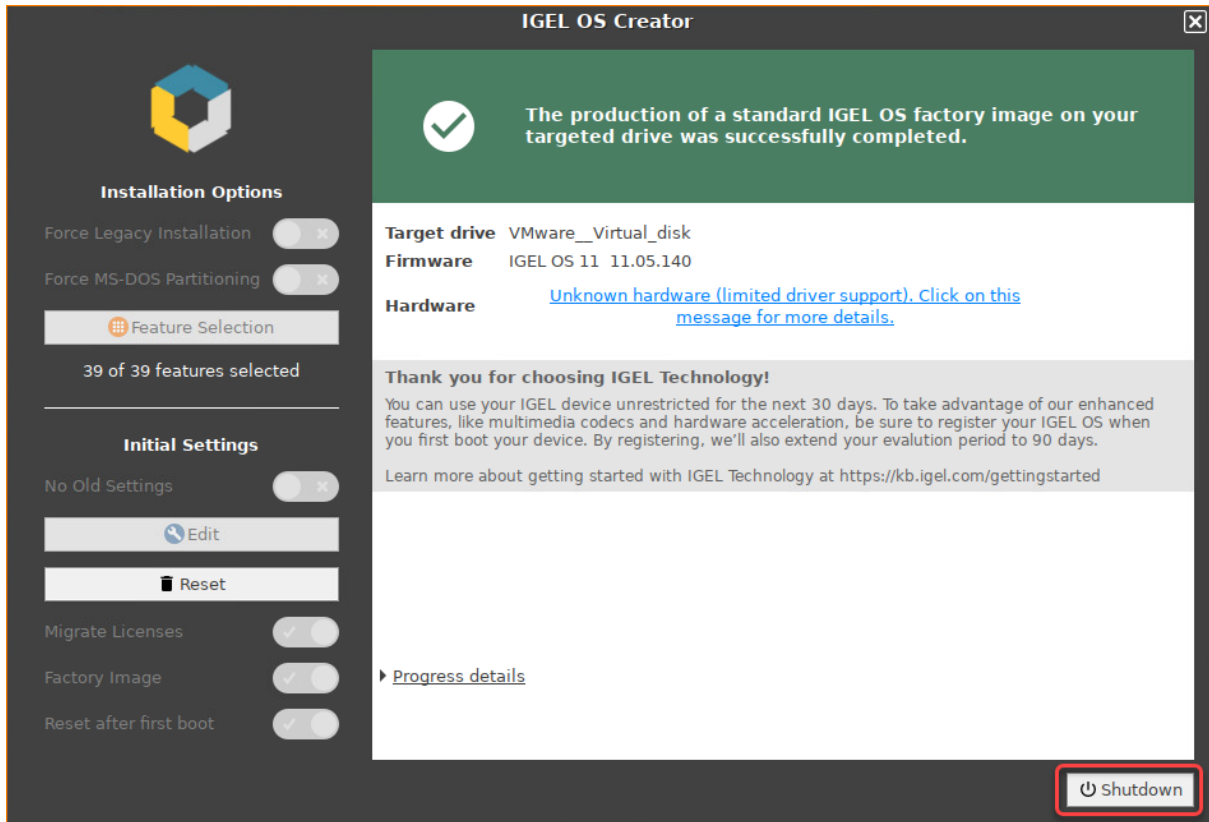 IGEL OS Creator
Installation Options
Force Legacy Installation
Force MS-DOS Partitioning
Feature Selection
39 of 39 features selected
Initial Settings
No Old Settings
Edit
Reset
Migrate Licenses
Factory Image
Reset after first boot
The production of a standard IGEL OS factory image on your
targeted drive was successfully completed.
Target drive VMware__Virtual_disk
Firmware IGEL OS 11 11.05.140
Hardware Unknown hardware (limited driver support). Click on this
message for more details.
Thank you for choosing IGEL Technology!
You can use your IGEL device unrestricted for the next 30 days. To take advantage of our enhanced
features, like multimedia codecs and hardware acceleration, be sure to register your IGEL OS when
you first boot your device. By registering, we'll also extend your evalution period to 90 days.
Learn more about getting started with IGEL Technology at https://kb.igel.com/gettingstarted
Progress details
Shutdown